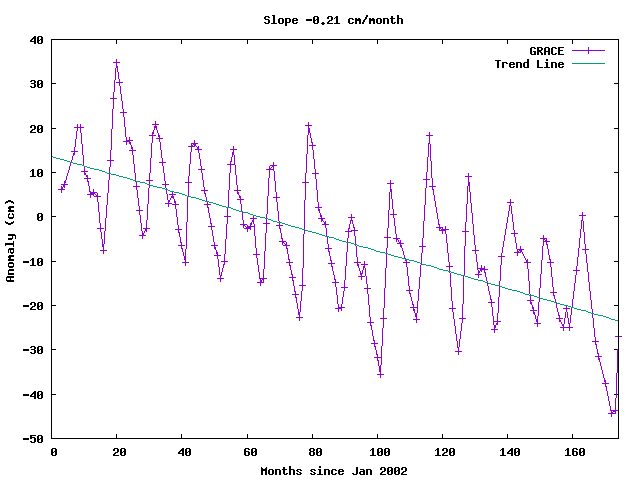 Slope -0.21 cm/month
GRACE
Trend Line
40
30
20
10
0
-10
-20
-30
-40
-50
Anomaly (cm)
0 20 40 60 80 100 120 140 160
Months since Jan 2002